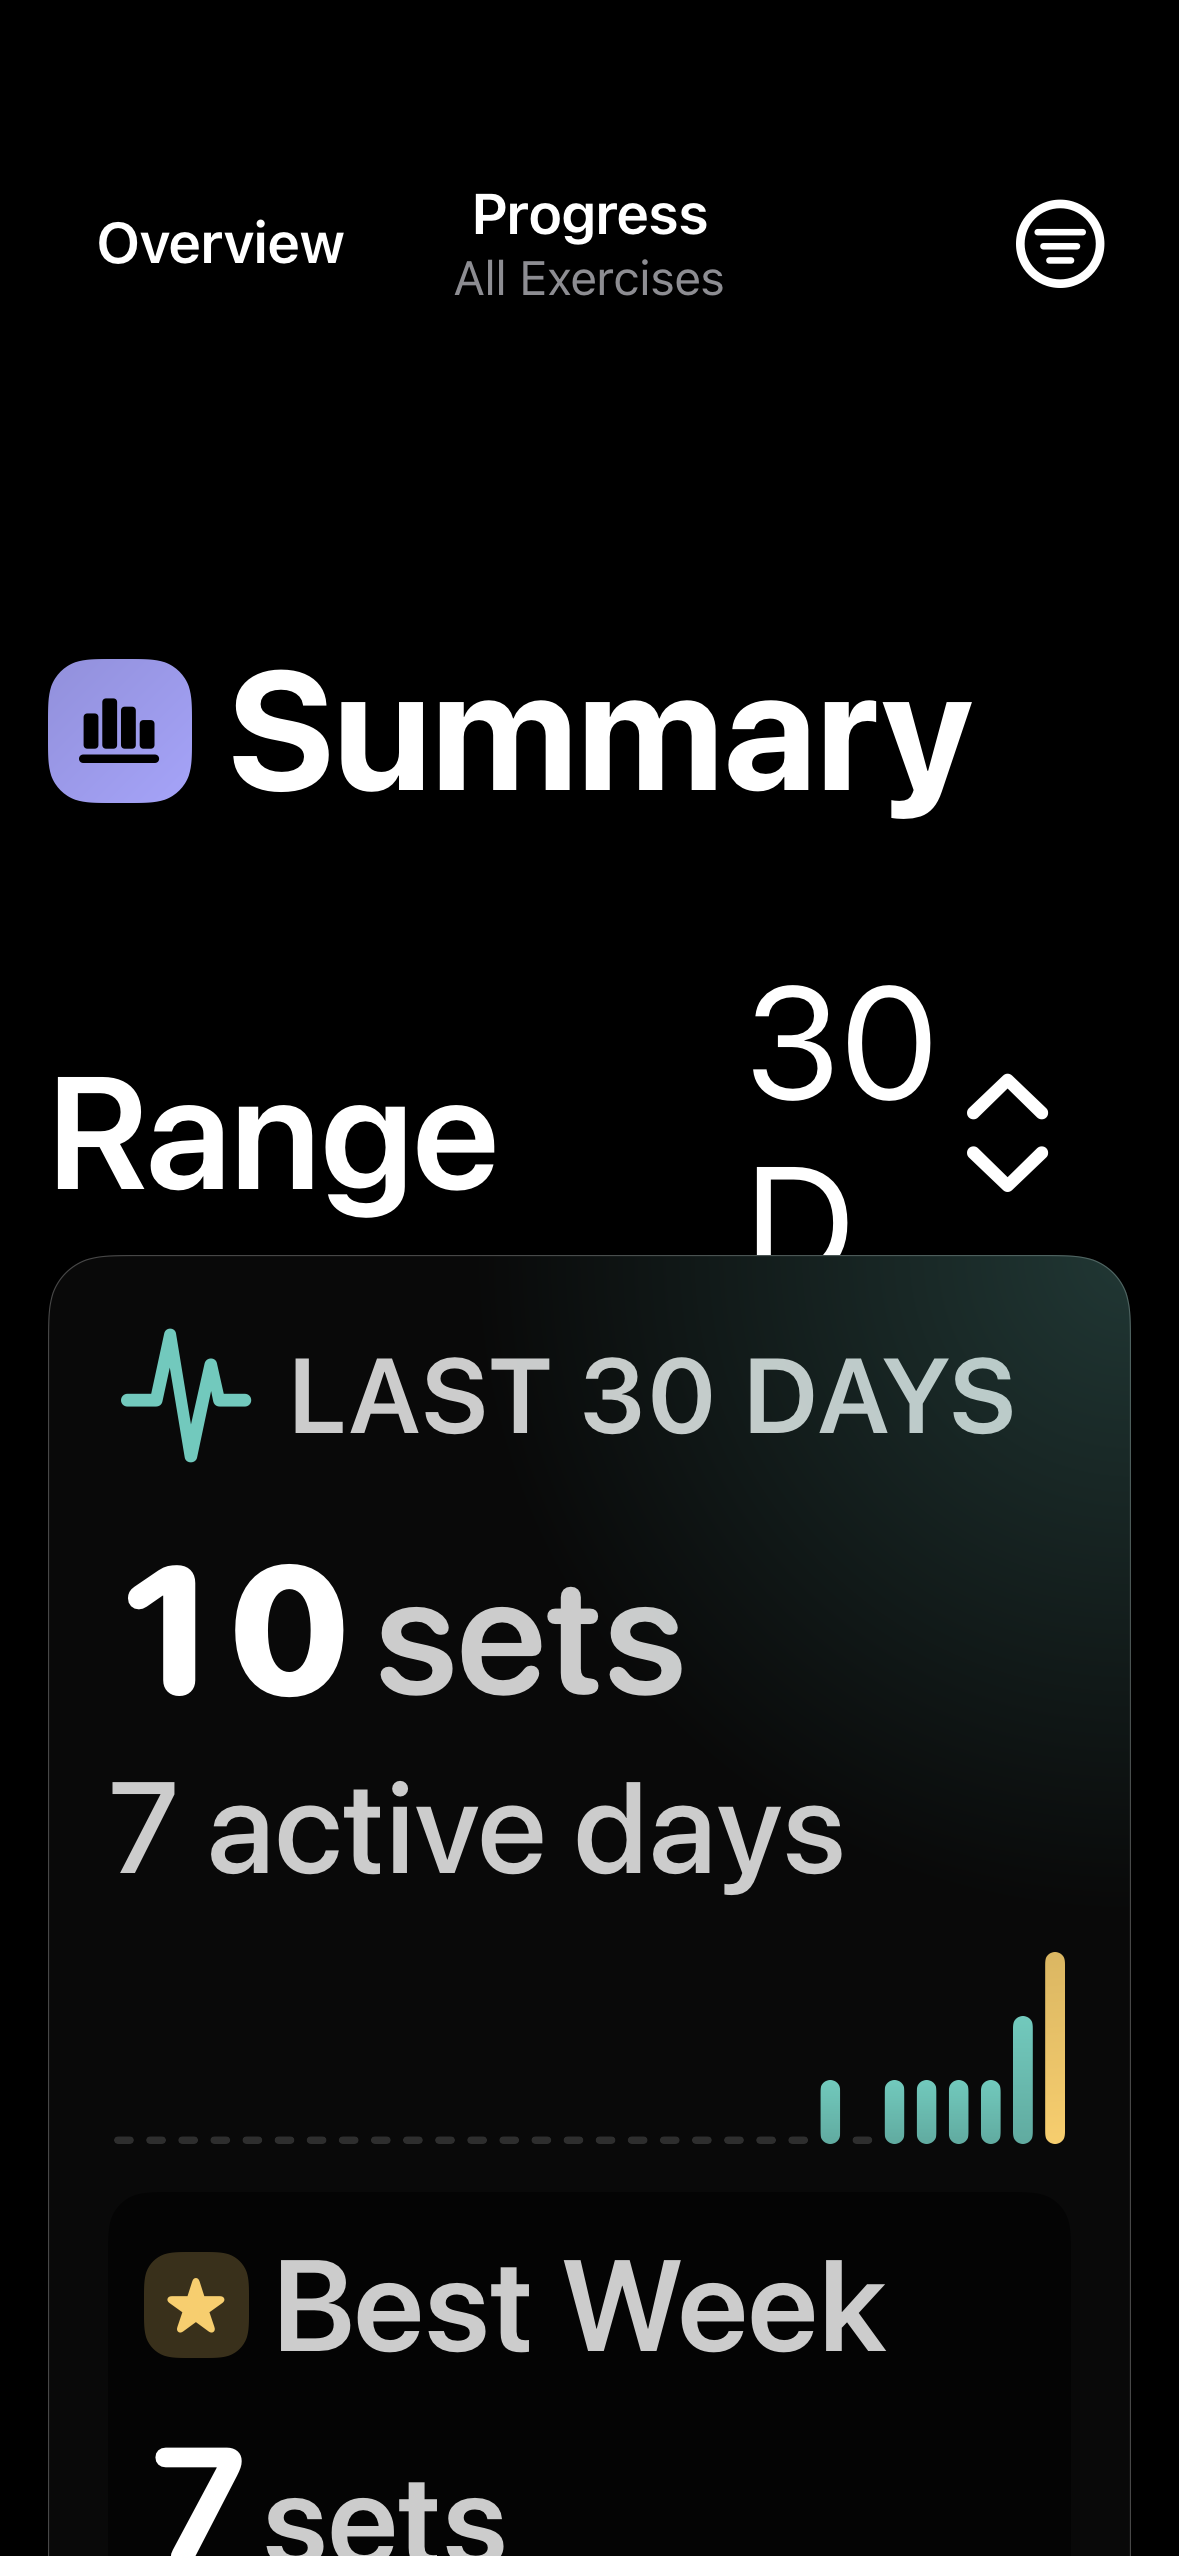 Overview
Progress
All Exercises
Summary
Range
30
D
LAST 30 DAYS
10 sets
7 active days
Best Week
7 sets